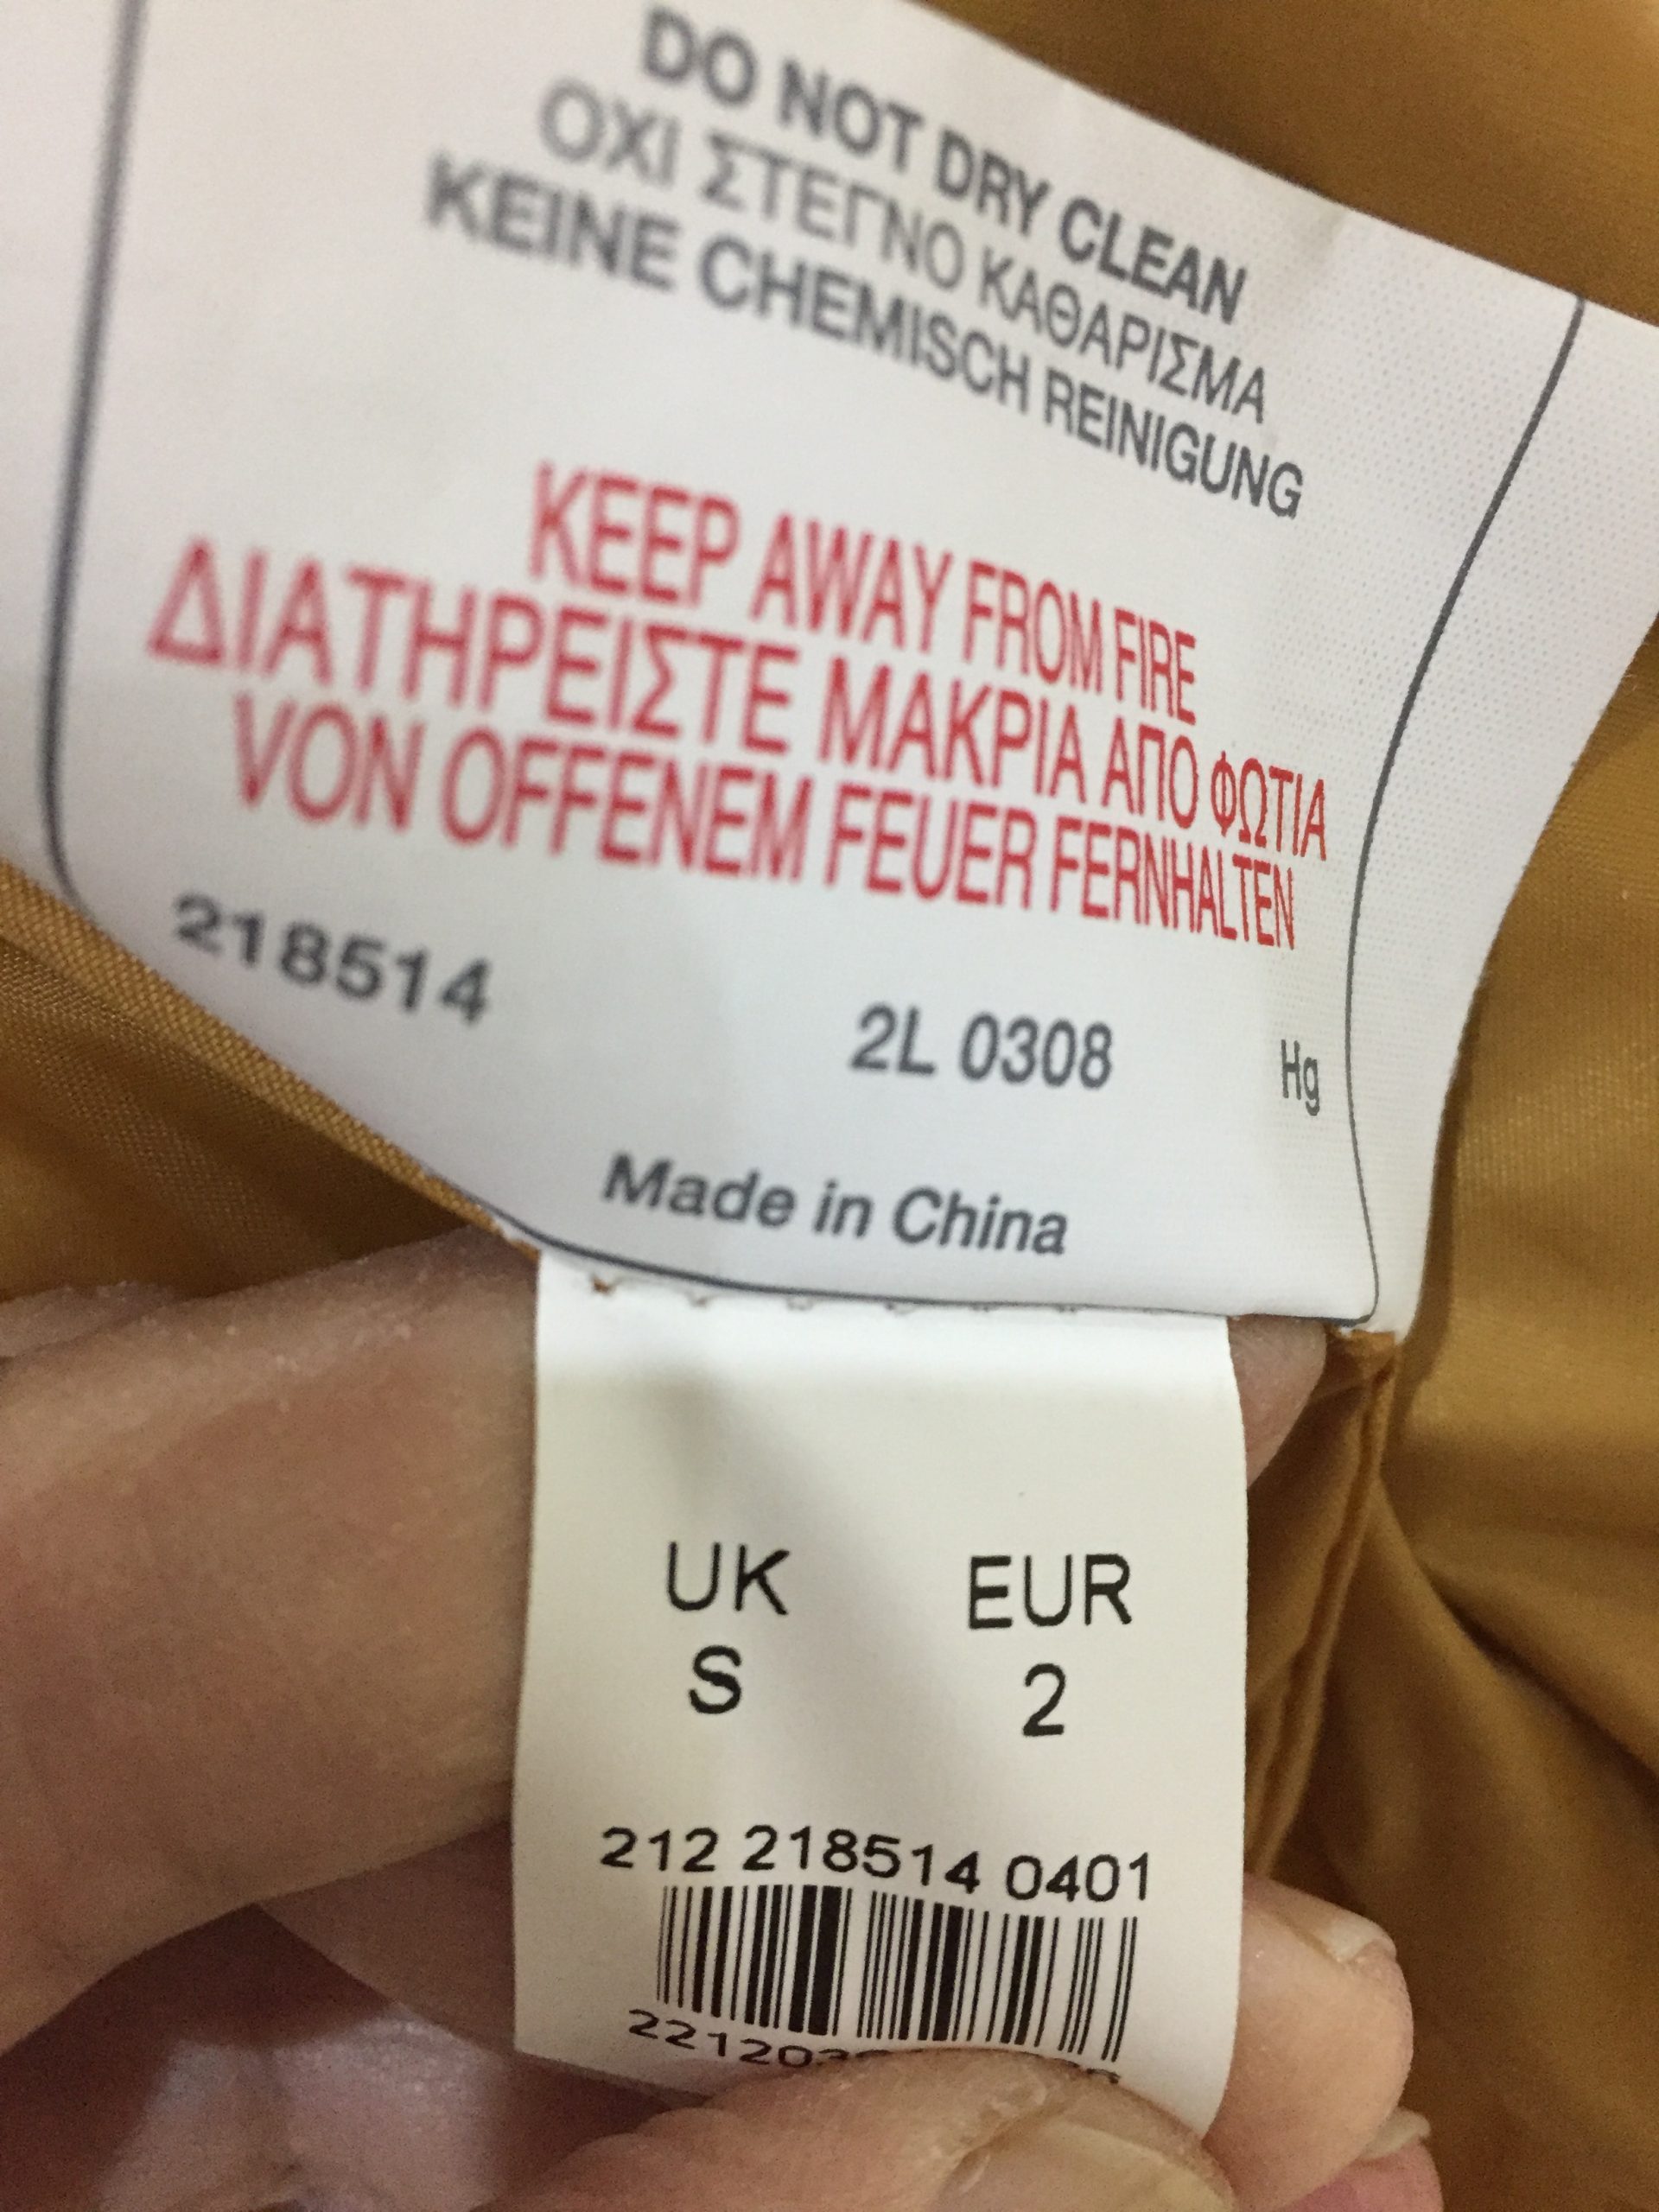 DO NOT DRY CLEAN
ΟΧΙ ΣΤΕΓΝΟ ΚΑΘΑΡΙΣΜΑ
KEINE CHEMISCH REINIGUNG
KEEP AWAY FROM FIRE
ΔΙΑΤΗΡΕΙΣΤΕ ΜΑΚΡΙΑ ΑΠΟ ΦΩΤΙΑ
VON OFFENEM FEUER FERNHALTEN
218514 2L 0308 Hg
Made in China
UK EUR
S 2
212 218514 0401